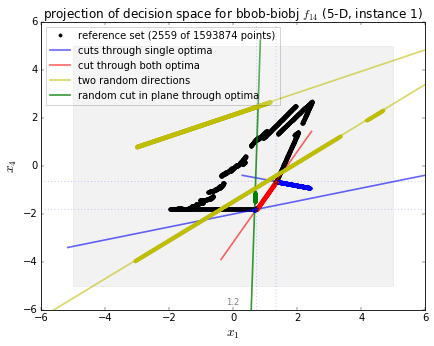 projection of decision space for bbob-biobj f14 (5-D, instance 1)
reference set (2559 of 1593874 points)
cuts through single optima
cut through both optima
two random directions
random cut in plane through optima
6
4
2
0
−2
−4
−6
x4
1.2
−6
−4
−2
0
2
4
6
x1